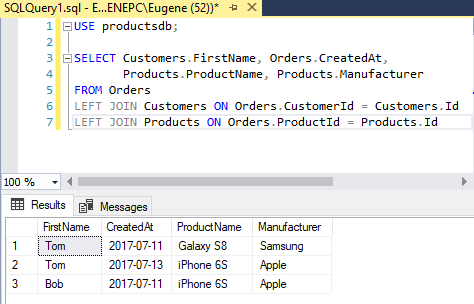 SQLQuery1.sql - E...ENEPC\Eugene (52))*
1 USE productsdb;
2
3 SELECT Customers.FirstName, Orders.CreatedAt,
4 Products.ProductName, Products.Manufacturer
5 FROM Orders
6 LEFT JOIN Customers ON Orders.CustomerId = Customers.Id
7 LEFT JOIN Products ON Orders.ProductId = Products.Id
100 %
Results Messages
FirstName CreatedAt ProductName Manufacturer
1 Tom 2017-07-11 Galaxy S8 Samsung
2 Tom 2017-07-13 iPhone 6S Apple
3 Bob 2017-07-11 iPhone 6S Apple